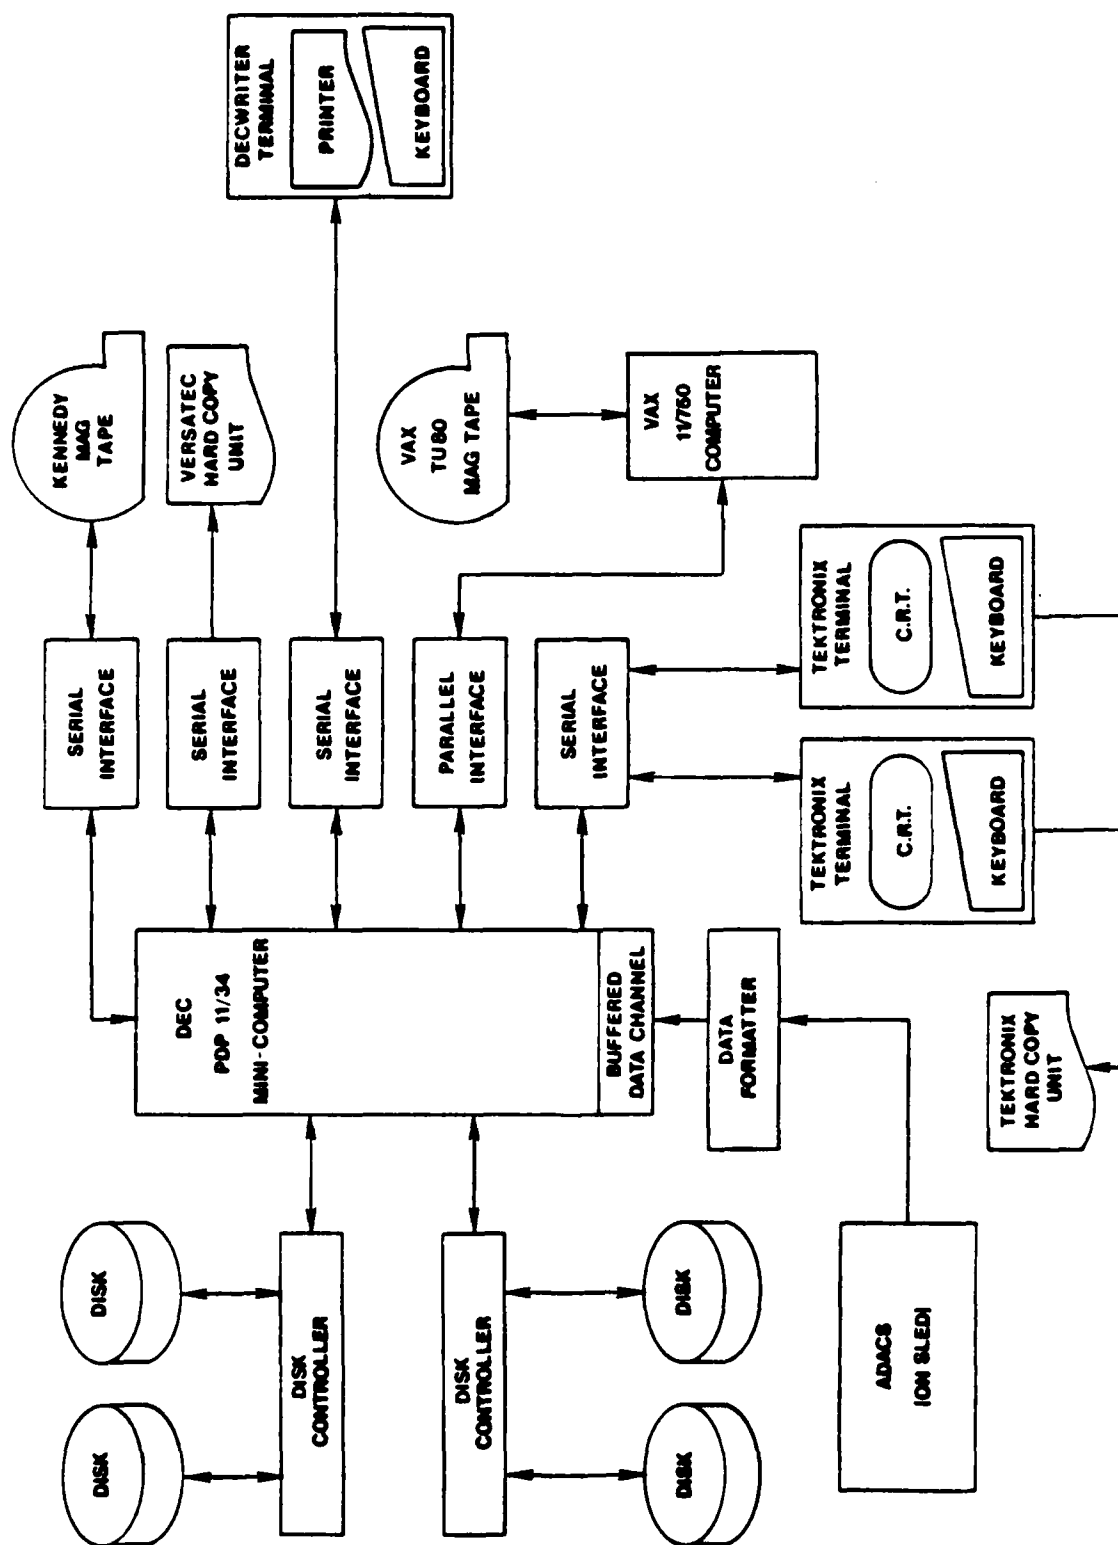 DISK
DISK
DISK
CONTROLLER
DISK
CONTROLLER
DISK
DISK
ADACS
ION SLEDI
DEC
PDP 11/34
MINI-COMPUTER
BUFFERED
DATA CHANNEL
DATA
FORMATTER
TEKTRONIX
HARD COPY
UNIT
SERIAL
INTERFACE
SERIAL
INTERFACE
SERIAL
INTERFACE
PARALLEL
INTERFACE
SERIAL
INTERFACE
TEKTRONIX
TERMINAL
C.R.T.
KEYBOARD
TEKTRONIX
TERMINAL
C.R.T.
KEYBOARD
KENNEDY
MAG
TAPE
VERSATEC
HARD COPY
UNIT
VAX
TU80
MAG TAPE
VAX
11/750
COMPUTER
DECWRITER
TERMINAL
PRINTER
KEYBOARD